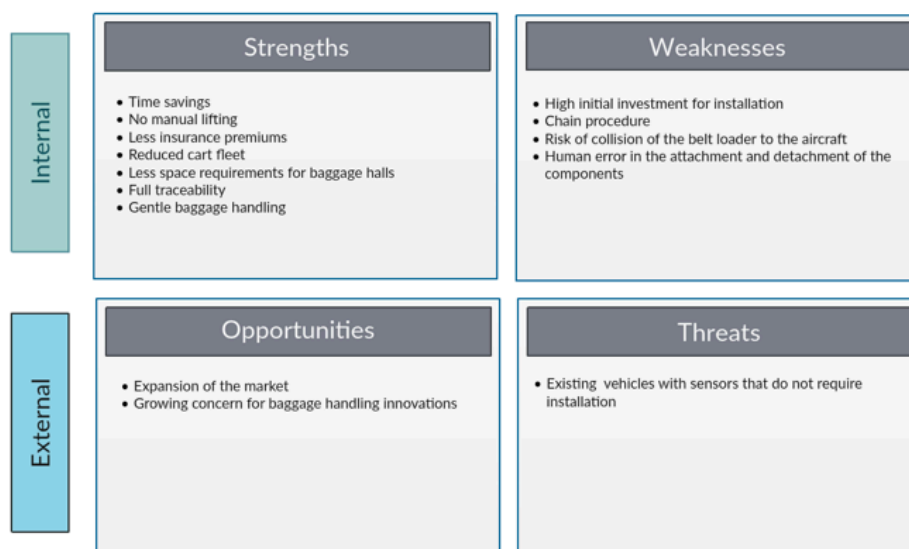 Internal
Strengths
• Time savings
• No manual lifting
• Less insurance premiums
• Reduced cart fleet
• Less space requirements for baggage halls
• Full traceability
• Gentle baggage handling
Weaknesses
• High initial investment for installation
• Chain procedure
• Risk of collision of the belt loader to the aircraft
• Human error in the attachment and detachment of the
components
External
Opportunities
• Expansion of the market
• Growing concern for baggage handling innovations
Threats
• Existing vehicles with sensors that do not require
installation